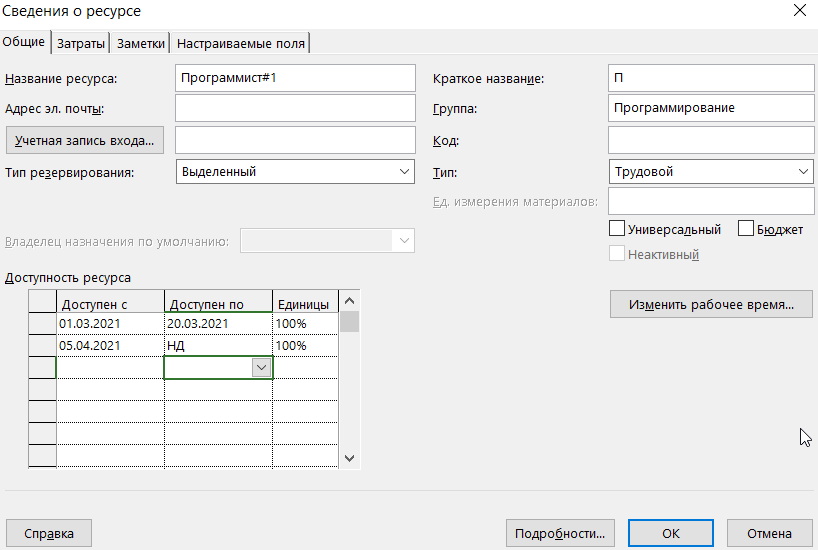 Сведения о ресурсе
Общие Затраты Заметки Настраиваемые поля
Название ресурса: Программист#1 Краткое название: П
Адрес эл. почты: Группа: Программирование
Учетная запись входа... Код:
Тип резервирования: Выделенный Тип: Трудовой
Ед. измерения материалов:
Универсальный Бюджет
Владелец назначения по умолчанию:
Неактивный
Доступность ресурса
Доступен с Доступен по Единицы
Изменить рабочее время...
01.03.2021 20.03.2021 100%
05.04.2021 НД 100%
Справка Подробности... ОК Отмена